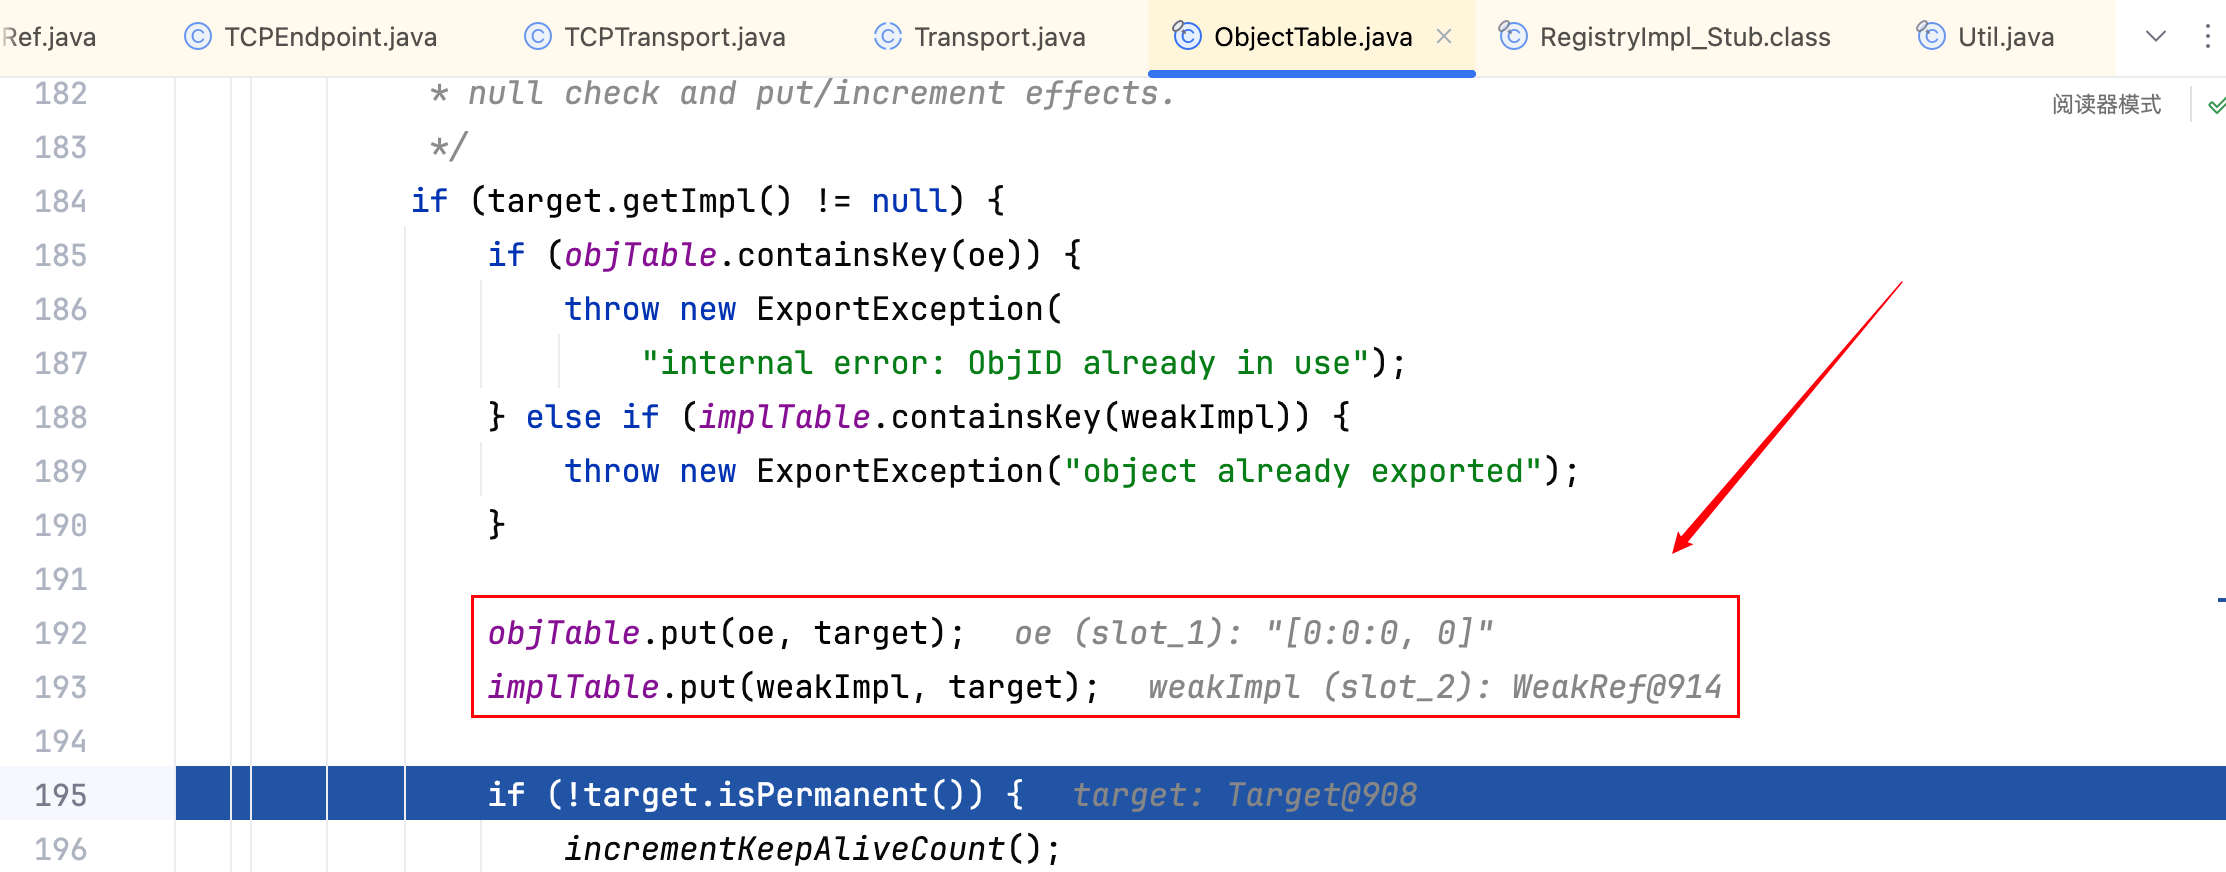 Ref.java TCPEndpoint.java TCPTransport.java Transport.java ObjectTable.java RegistryImpl_Stub.class Util.java
阅读器模式
182 * null check and put/increment effects.
183 */
184 if (target.getImpl() != null) {
185 if (objTable.containsKey(oe)) {
186 throw new ExportException(
187 "internal error: ObjID already in use");
188 } else if (implTable.containsKey(weakImpl)) {
189 throw new ExportException("object already exported");
190 }
191
192 objTable.put(oe, target); oe (slot_1): "[0:0:0, 0]"
193 implTable.put(weakImpl, target); weakImpl (slot_2): WeakRef@914
194
195 if (!target.isPermanent()) { target: Target@908
196 incrementKeepAliveCount();